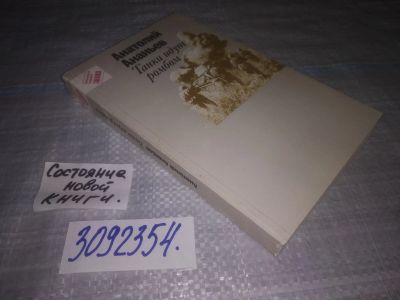 Анатолий
Ананьев
Танки идут
ромбом
Состояние
новой
книги.
3092354.